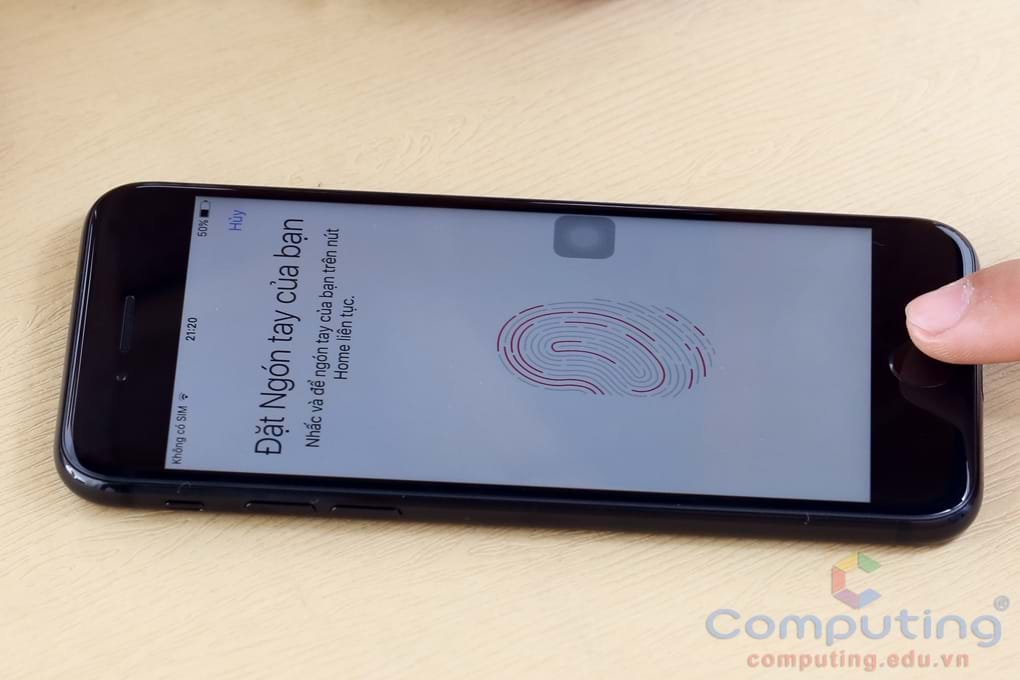 Không có SIM
21:20
50%
Hủy
Đặt Ngón tay của bạn
Nhấc và để ngón tay của bạn trên nút
Home liên tục.
Computing®
computing.edu.vn